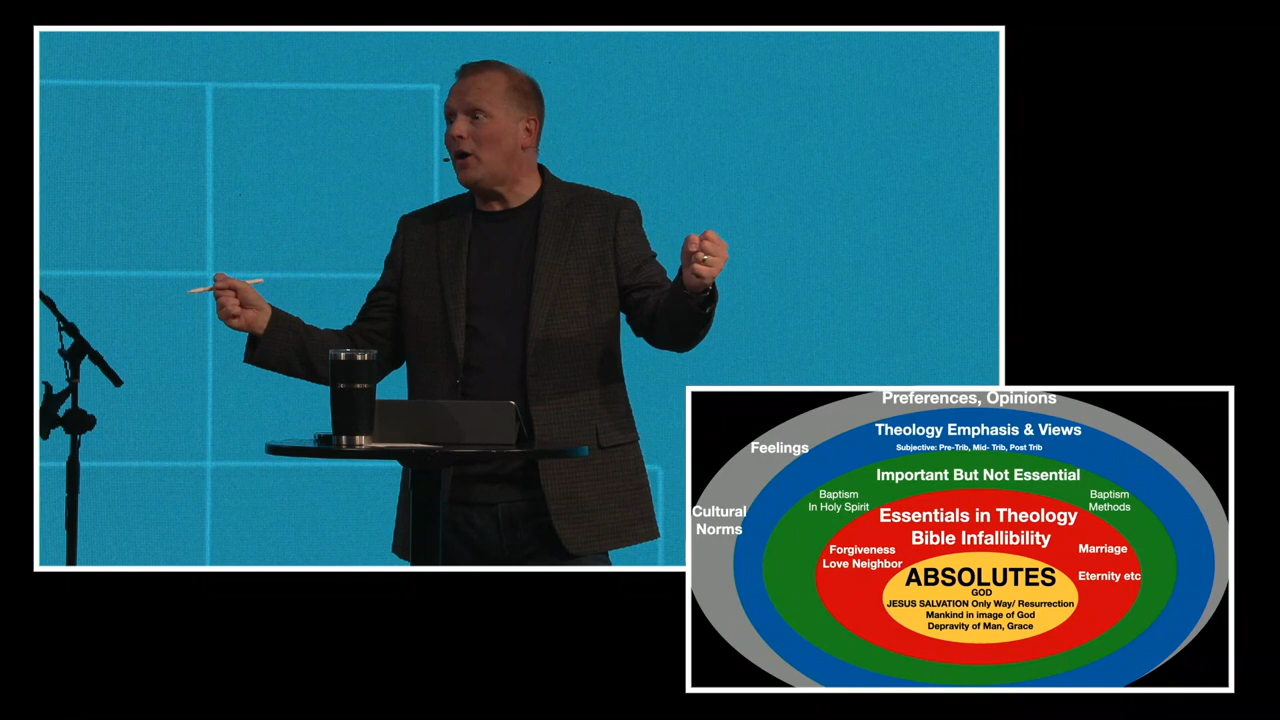 Preferences, Opinions
Theology Emphasis & Views
Subjective: Pre-Trib, Mid- Trib, Post Trib
Feelings
Important But Not Essential
Baptism
In Holy Spirit
Baptism
Methods
Cultural
Norms
Essentials in Theology
Bible Infallibility
Forgiveness
Love Neighbor
Marriage
Eternity etc
ABSOLUTES
GOD
JESUS SALVATION Only Way/ Resurrection
Mankind in image of God
Depravity of Man, Grace